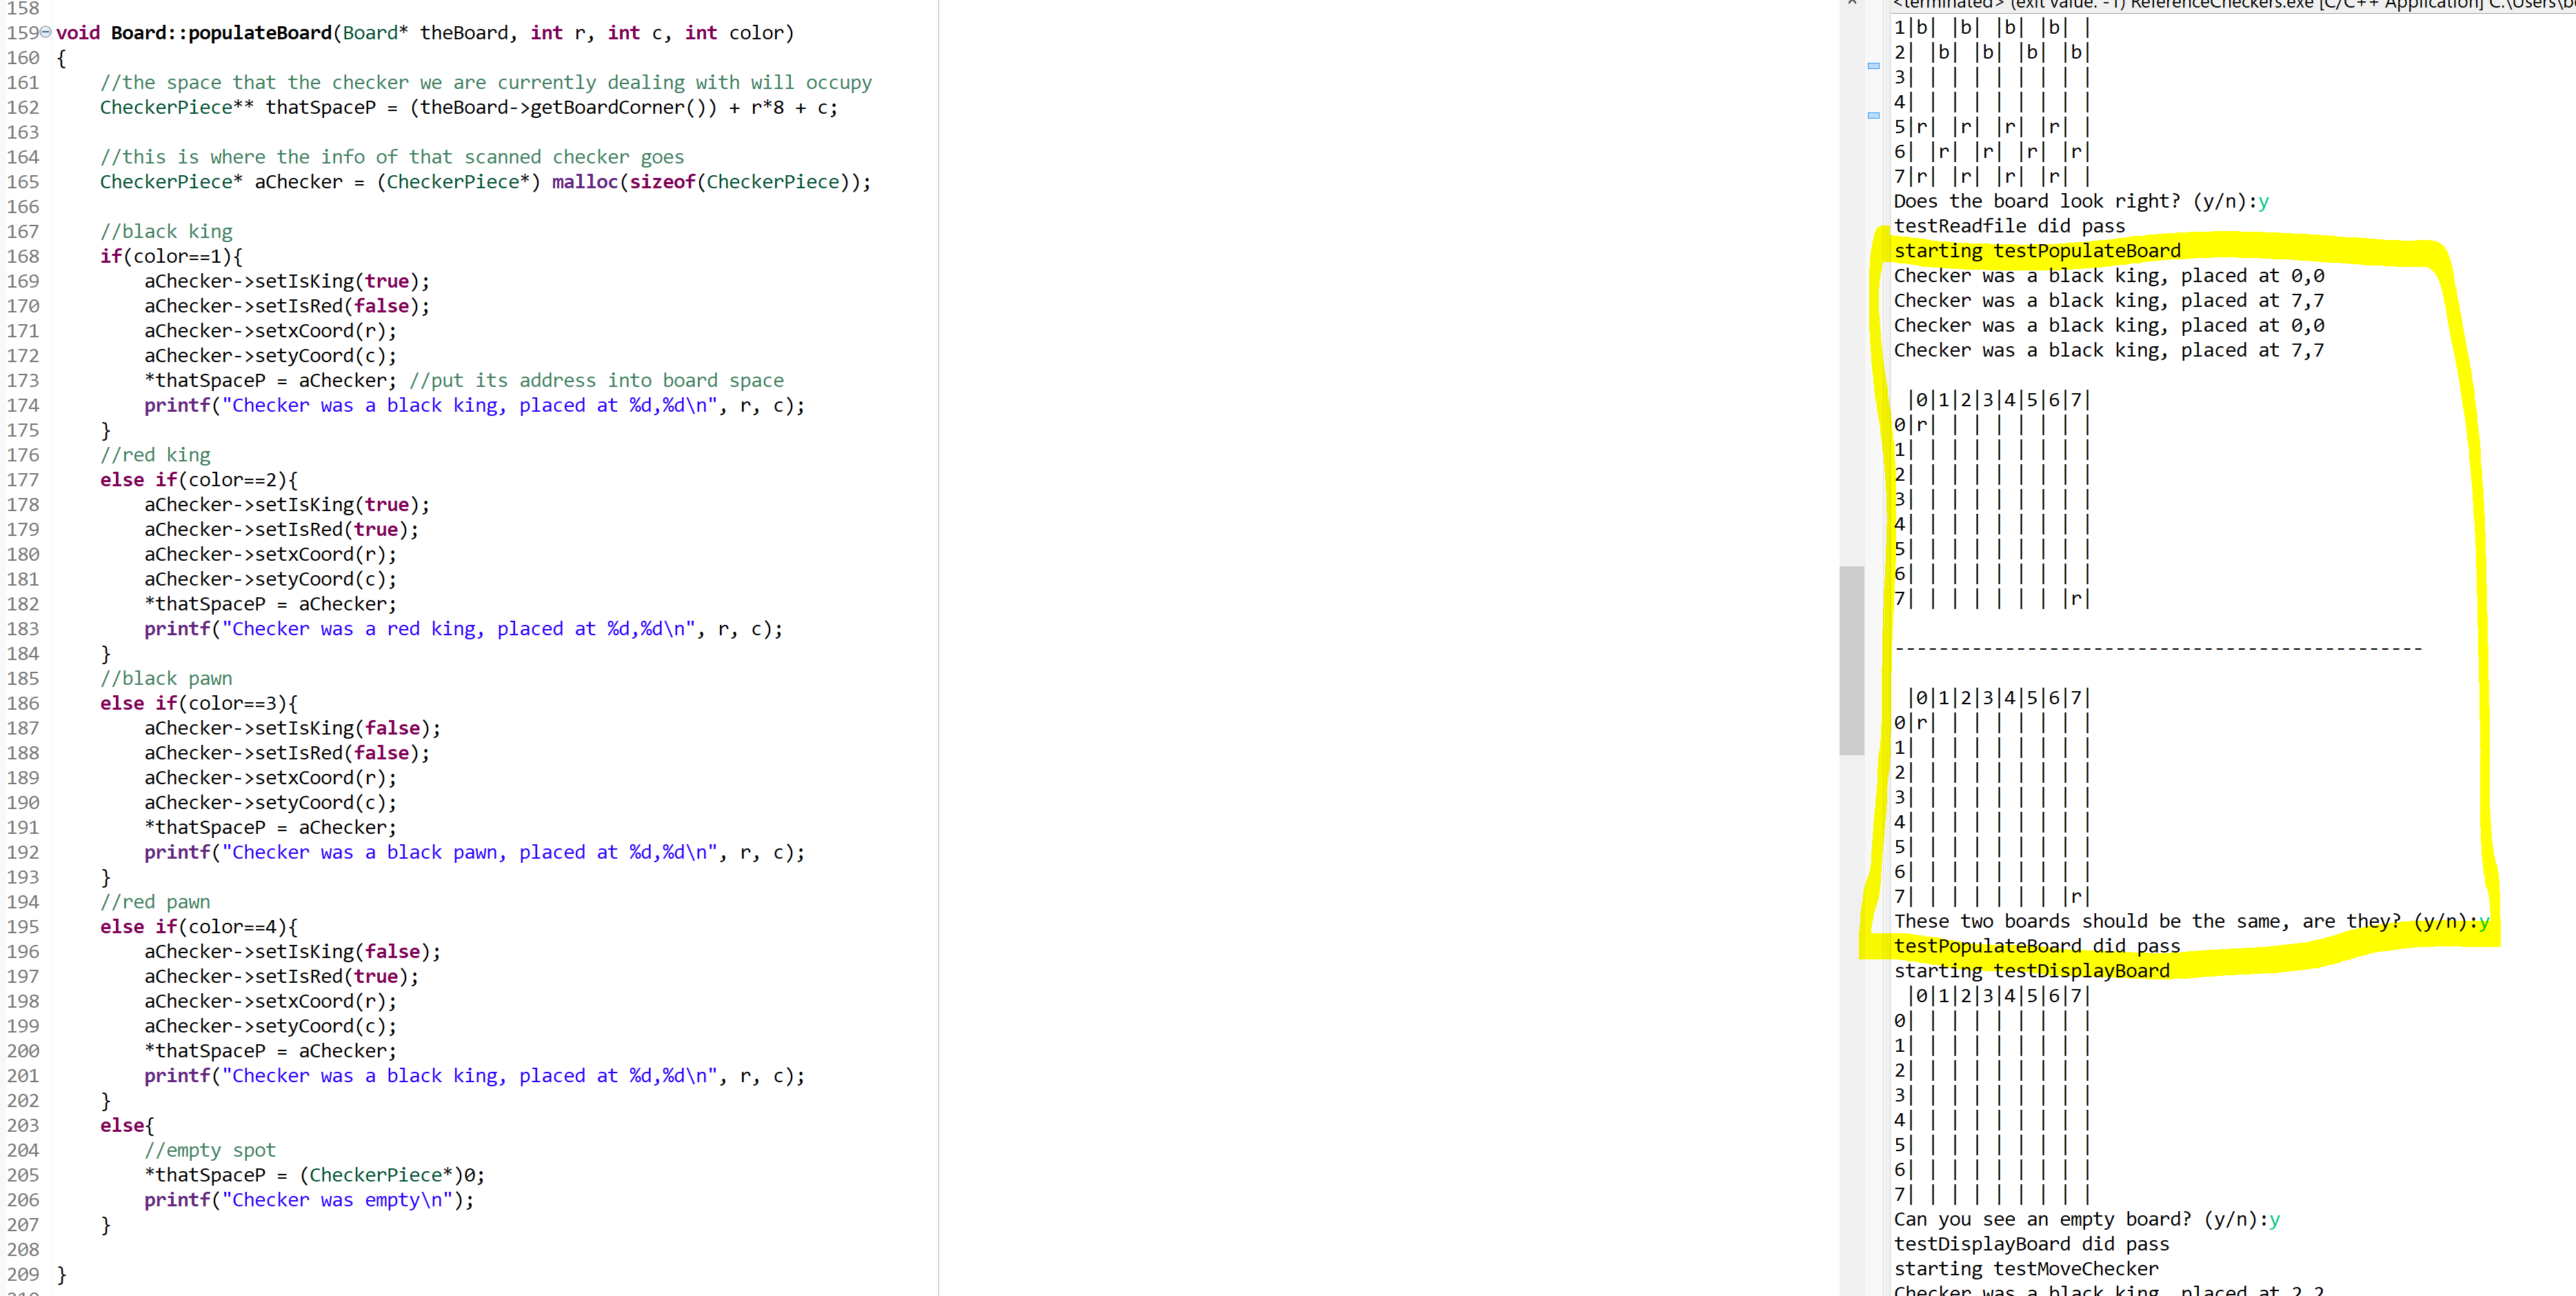 158
159 void Board::populateBoard(Board* theBoard, int r, int c, int color)
160 {
161     //the space that the checker we are currently dealing with will occupy
162     CheckerPiece** thatSpaceP = (theBoard->getBoardCorner()) + r*8 + c;
163
164     //this is where the info of that scanned checker goes
165     CheckerPiece* aChecker = (CheckerPiece*) malloc(sizeof(CheckerPiece));
166
167     //black king
168     if(color==1){
169         aChecker->setIsKing(true);
170         aChecker->setIsRed(false);
171         aChecker->setxCoord(r);
172         aChecker->setyCoord(c);
173         *thatSpaceP = aChecker; //put its address into board space
174         printf("Checker was a black king, placed at %d,%d\n", r, c);
175     }
176     //red king
177     else if(color==2){
178         aChecker->setIsKing(true);
179         aChecker->setIsRed(true);
180         aChecker->setxCoord(r);
181         aChecker->setyCoord(c);
182         *thatSpaceP = aChecker;
183         printf("Checker was a red king, placed at %d,%d\n", r, c);
184     }
185     //black pawn
186     else if(color==3){
187         aChecker->setIsKing(false);
188         aChecker->setIsRed(false);
189         aChecker->setxCoord(r);
190         aChecker->setyCoord(c);
191         *thatSpaceP = aChecker;
192         printf("Checker was a black pawn, placed at %d,%d\n", r, c);
193     }
194     //red pawn
195     else if(color==4){
196         aChecker->setIsKing(false);
197         aChecker->setIsRed(true);
198         aChecker->setxCoord(r);
199         aChecker->setyCoord(c);
200         *thatSpaceP = aChecker;
201         printf("Checker was a black king, placed at %d,%d\n", r, c);
202     }
203     else{
204         //empty spot
205         *thatSpaceP = (CheckerPiece*)0;
206         printf("Checker was empty\n");
207     }
208
209 }
<terminated> (exit value: -1) ReferenceCheckers.exe [C/C++ Application] C:\Users\b
1|b| |b| |b| |b| |
2| |b| |b| |b| |b|
3| | | | | | | | |
4| | | | | | | | |
5|r| |r| |r| |r| |
6| |r| |r| |r| |r|
7|r| |r| |r| |r| |
Does the board look right? (y/n):y
testReadfile did pass
starting testPopulateBoard
Checker was a black king, placed at 0,0
Checker was a black king, placed at 7,7
Checker was a black king, placed at 0,0
Checker was a black king, placed at 7,7
 |0|1|2|3|4|5|6|7|
0|r| | | | | | | |
1| | | | | | | | |
2| | | | | | | | |
3| | | | | | | | |
4| | | | | | | | |
5| | | | | | | | |
6| | | | | | | | |
7| | | | | | | |r|
------------------------------------------------
 |0|1|2|3|4|5|6|7|
0|r| | | | | | | |
1| | | | | | | | |
2| | | | | | | | |
3| | | | | | | | |
4| | | | | | | | |
5| | | | | | | | |
6| | | | | | | | |
7| | | | | | | |r|
These two boards should be the same, are they? (y/n):y
testPopulateBoard did pass
starting testDisplayBoard
 |0|1|2|3|4|5|6|7|
0| | | | | | | | |
1| | | | | | | | |
2| | | | | | | | |
3| | | | | | | | |
4| | | | | | | | |
5| | | | | | | | |
6| | | | | | | | |
7| | | | | | | | |
Can you see an empty board? (y/n):y
testDisplayBoard did pass
starting testMoveChecker
Checker was a black king, placed at 2,2